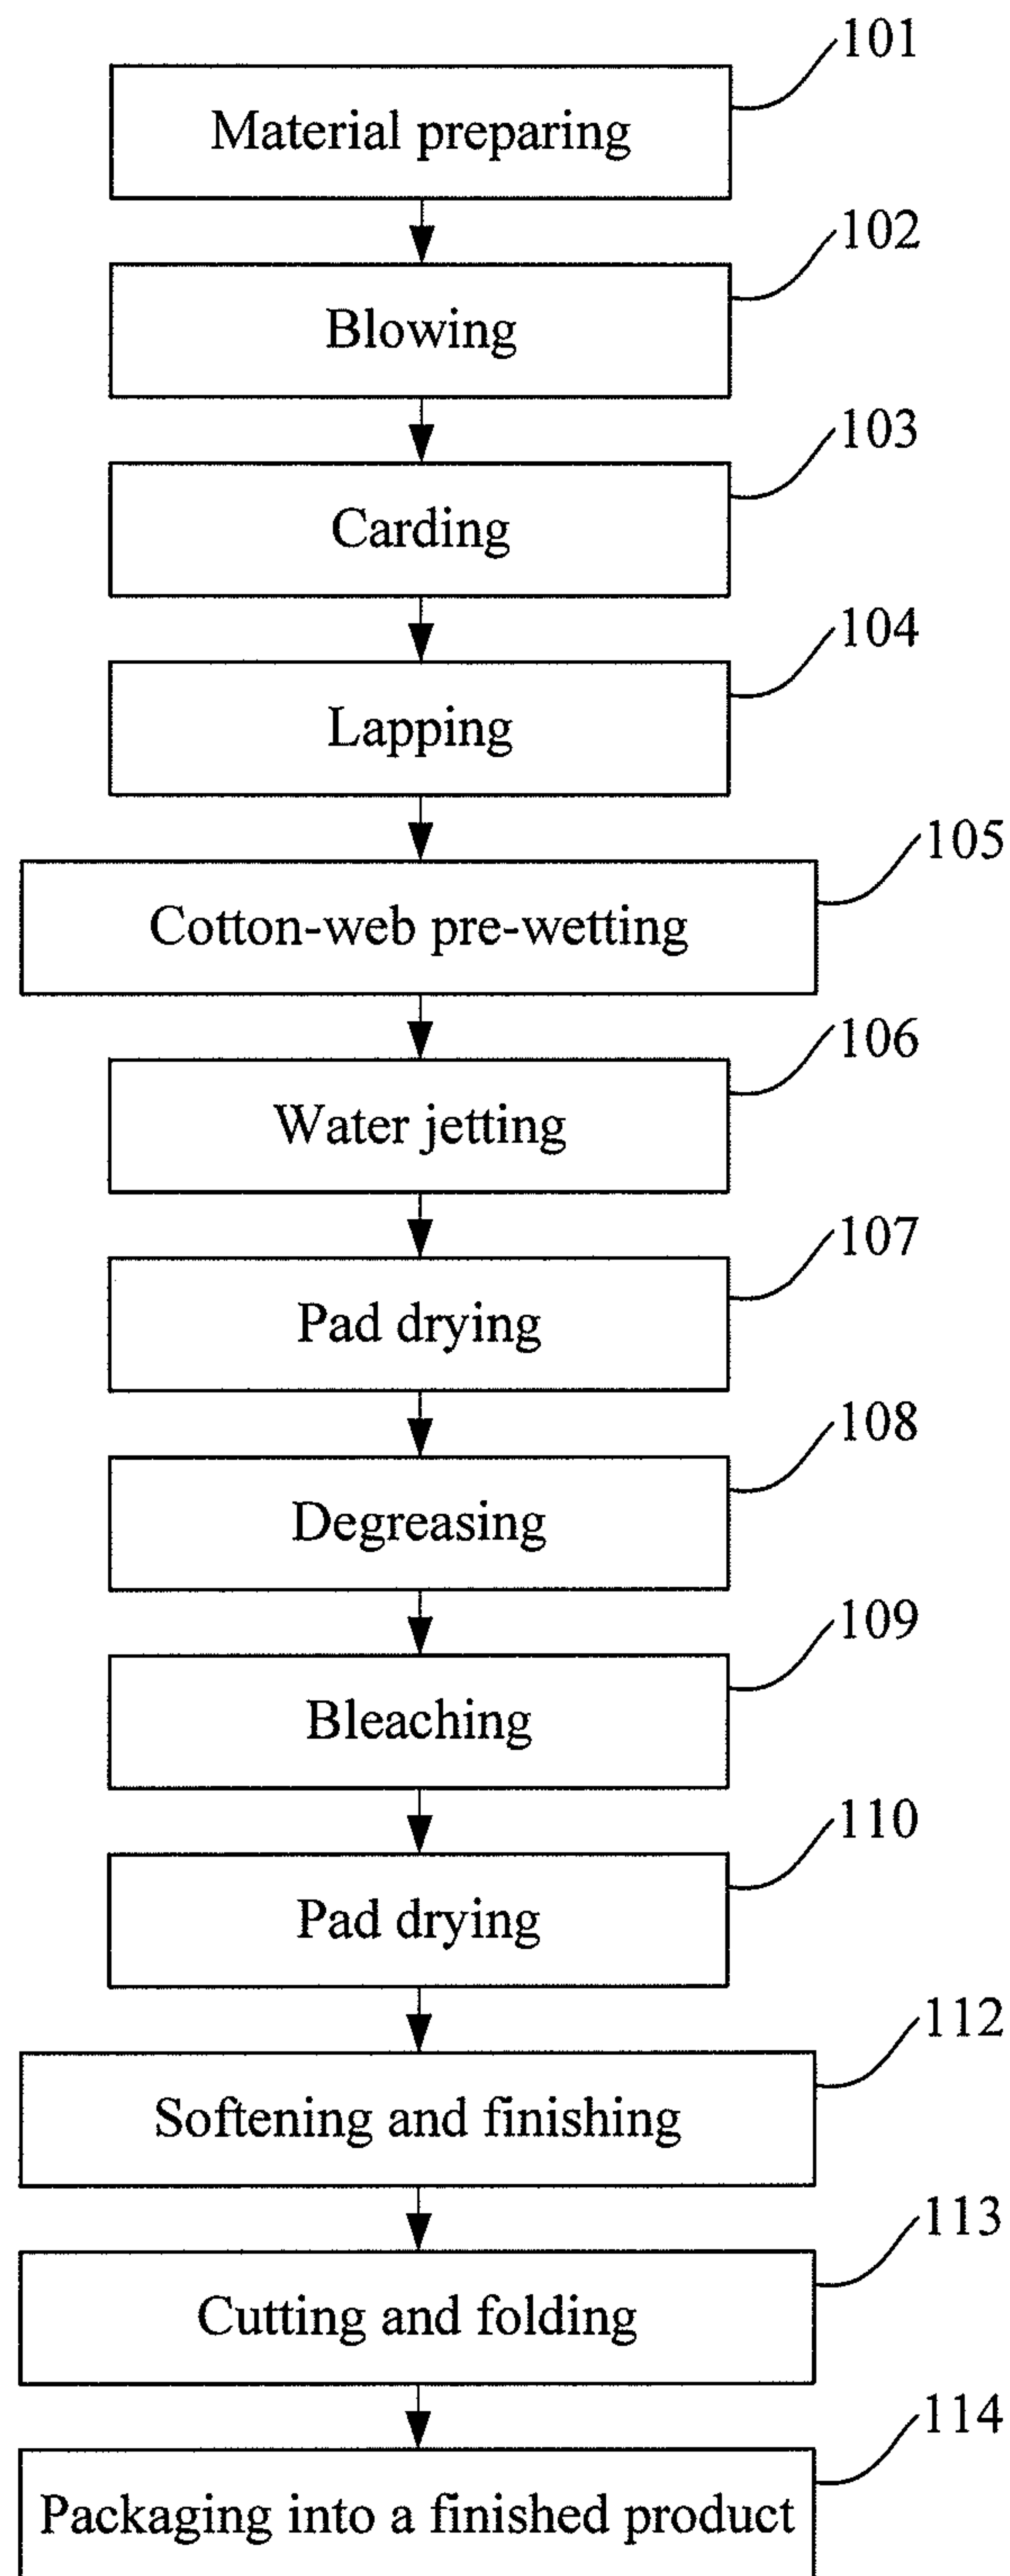 101
Material preparing
102
Blowing
103
Carding
104
Lapping
105
Cotton-web pre-wetting
106
Water jetting
107
Pad drying
108
Degreasing
109
Bleaching
110
Pad drying
112
Softening and finishing
113
Cutting and folding
114
Packaging into a finished product